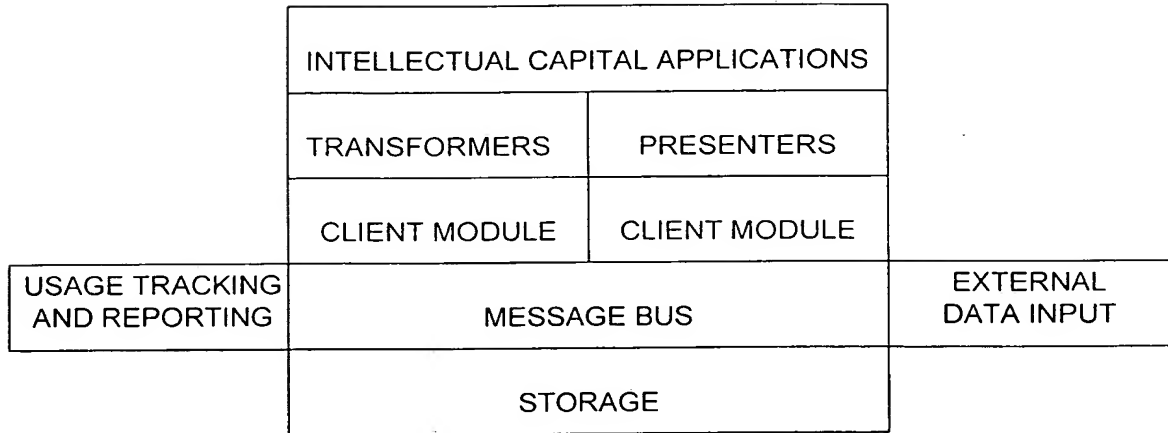 INTELLECTUAL CAPITAL APPLICATIONS
TRANSFORMERS
PRESENTERS
CLIENT MODULE
CLIENT MODULE
USAGE TRACKING
AND REPORTING
MESSAGE BUS
EXTERNAL
DATA INPUT
STORAGE